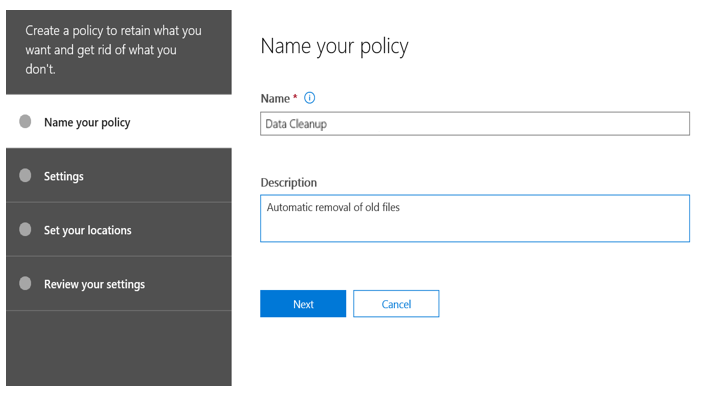 Create a policy to retain what you
want and get rid of what you
don't.
Name your policy
Settings
Set your locations
Review your settings
Name your policy
Name *
Data Cleanup
Description
Automatic removal of old files
Next Cancel